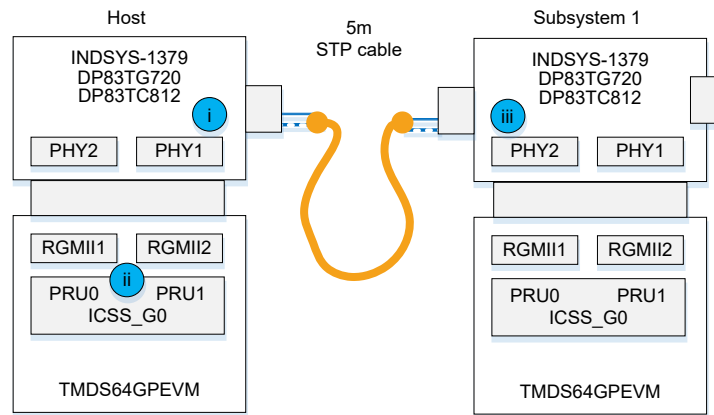 Host
5m
STP cable
Subsystem 1
INDSYS-1379
DP83TG720
DP83TC812
i
PHY2
PHY1
RGMII1
RGMII2
ii
PRU0
PRU1
ICSS_G0
TMDS64GPEVM
INDSYS-1379
DP83TG720
DP83TC812
iii
PHY2
PHY1
RGMII1
RGMII2
PRU0
PRU1
ICSS_G0
TMDS64GPEVM